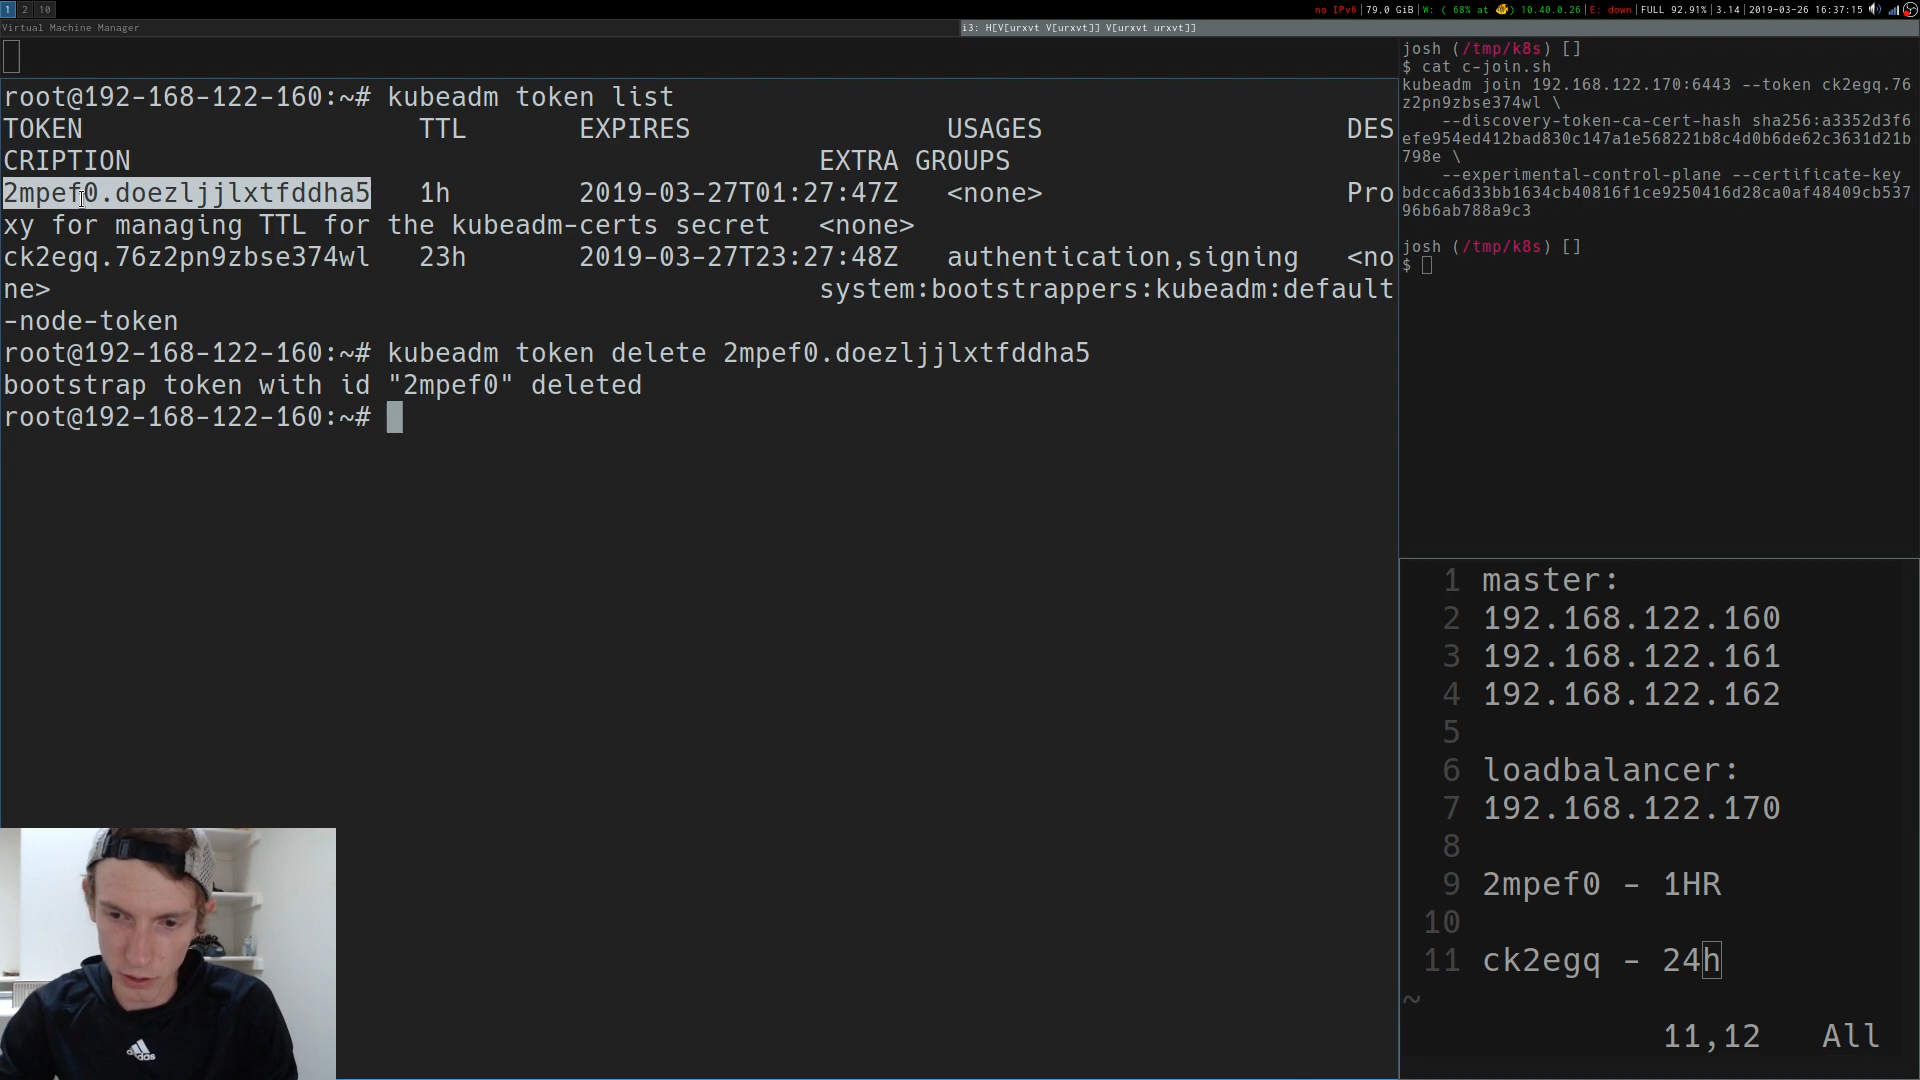 1 2 10
no IPv6|79.0 GiB|W: ( 68% at 🐠) 10.40.0.26|E: down|FULL 92.91%|3.14|2019-03-26 16:37:15
Virtual Machine Manager
i3: H[V[urxvt V[urxvt]] V[urxvt urxvt]]
root@192-168-122-160:~# kubeadm token list
TOKEN TTL EXPIRES USAGES DES
CRIPTION EXTRA GROUPS
2mpef0.doezljjlxtfddha5 1h 2019-03-27T01:27:47Z <none> Pro
xy for managing TTL for the kubeadm-certs secret <none>
ck2egq.76z2pn9zbse374wl 23h 2019-03-27T23:27:48Z authentication,signing <no
ne> system:bootstrappers:kubeadm:default
-node-token
root@192-168-122-160:~# kubeadm token delete 2mpef0.doezljjlxtfddha5
bootstrap token with id "2mpef0" deleted
root@192-168-122-160:~#
josh (/tmp/k8s) []
$ cat c-join.sh
kubeadm join 192.168.122.170:6443 --token ck2egq.76
z2pn9zbse374wl \
--discovery-token-ca-cert-hash sha256:a3352d3f6
efe954ed412bad830c147a1e568221b8c4d0b6de62c3631d21b
798e \
--experimental-control-plane --certificate-key
bdcca6d33bb1634cb40816f1ce9250416d28ca0af48409cb537
96b6ab788a9c3
josh (/tmp/k8s) []
$
1 master:
2 192.168.122.160
3 192.168.122.161
4 192.168.122.162
5
6 loadbalancer:
7 192.168.122.170
8
9 2mpef0 - 1HR
10
11 ck2egq - 24h
~
11,12 All
adidas